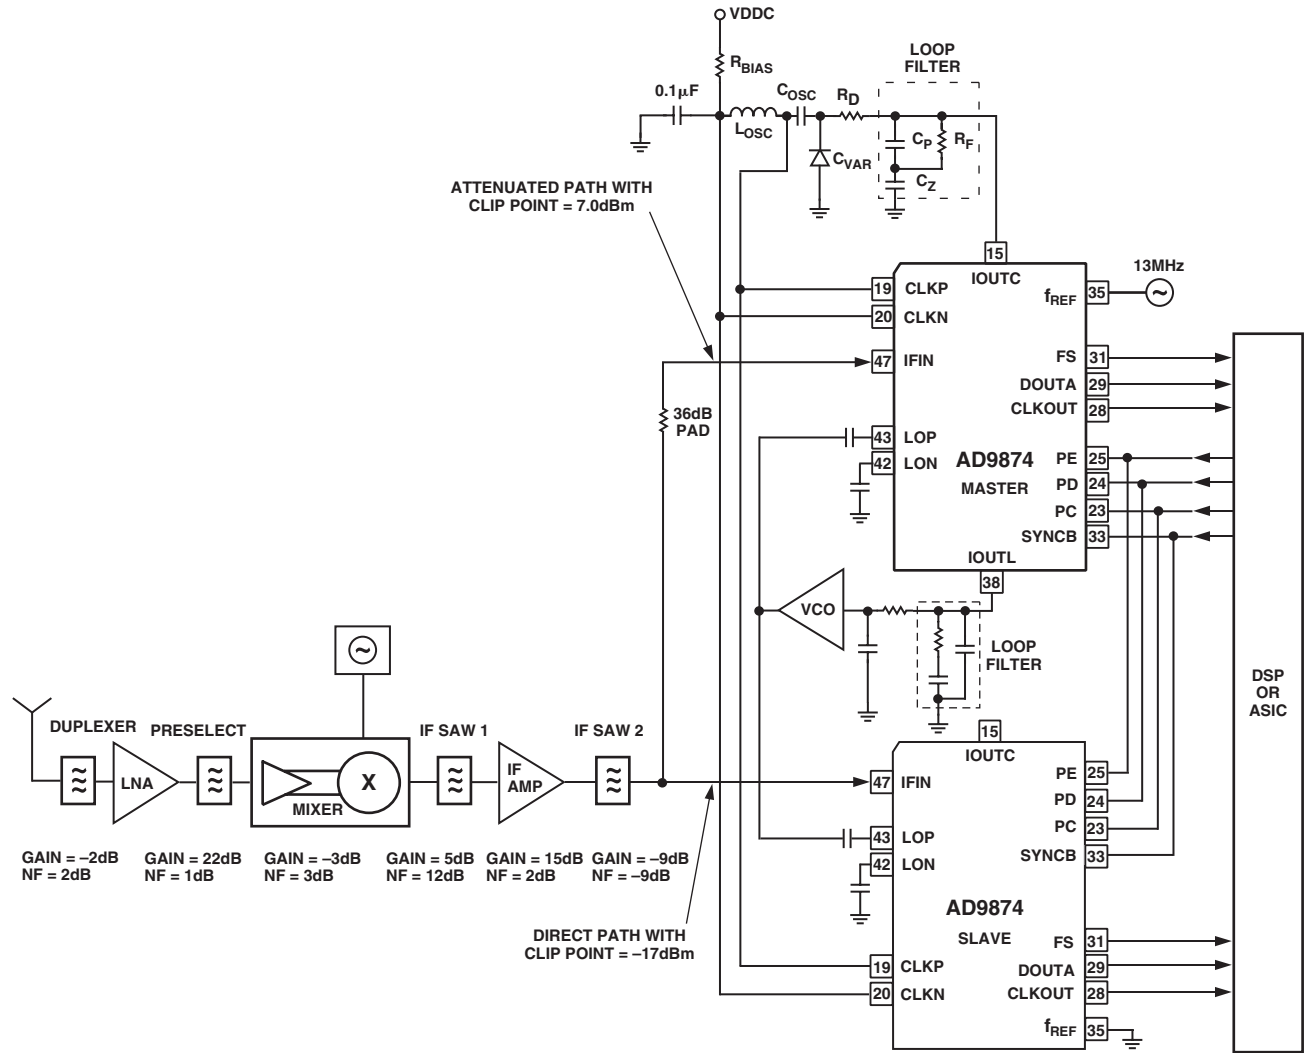 VDDC
RBIAS
0.1µF
LOSC
COSC
RD
LOOP
FILTER
CP
RF
CZ
CVAR
ATTENUATED PATH WITH
CLIP POINT = 7.0dBm
15
IOUTC
19 CLKP
20 CLKN
47 IFIN
43 LOP
42 LON
AD9874
MASTER
fREF 35
13MHz
FS 31
DOUTA 29
CLKOUT 28
PE 25
PD 24
PC 23
SYNCB 33
IOUTL
38
36dB
PAD
VCO
LOOP
FILTER
DSP
OR
ASIC
~
~
DUPLEXER
LNA
PRESELECT
X
MIXER
IF SAW 1
IF
AMP
IF SAW 2
GAIN = –2dB
NF = 2dB
GAIN = 22dB
NF = 1dB
GAIN = –3dB
NF = 3dB
GAIN = 5dB
NF = 12dB
GAIN = 15dB
NF = 2dB
GAIN = –9dB
NF = –9dB
DIRECT PATH WITH
CLIP POINT = –17dBm
15
IOUTC
47 IFIN
43 LOP
42 LON
AD9874
SLAVE
19 CLKP
20 CLKN
PE 25
PD 24
PC 23
SYNCB 33
FS 31
DOUTA 29
CLKOUT 28
fREF 35